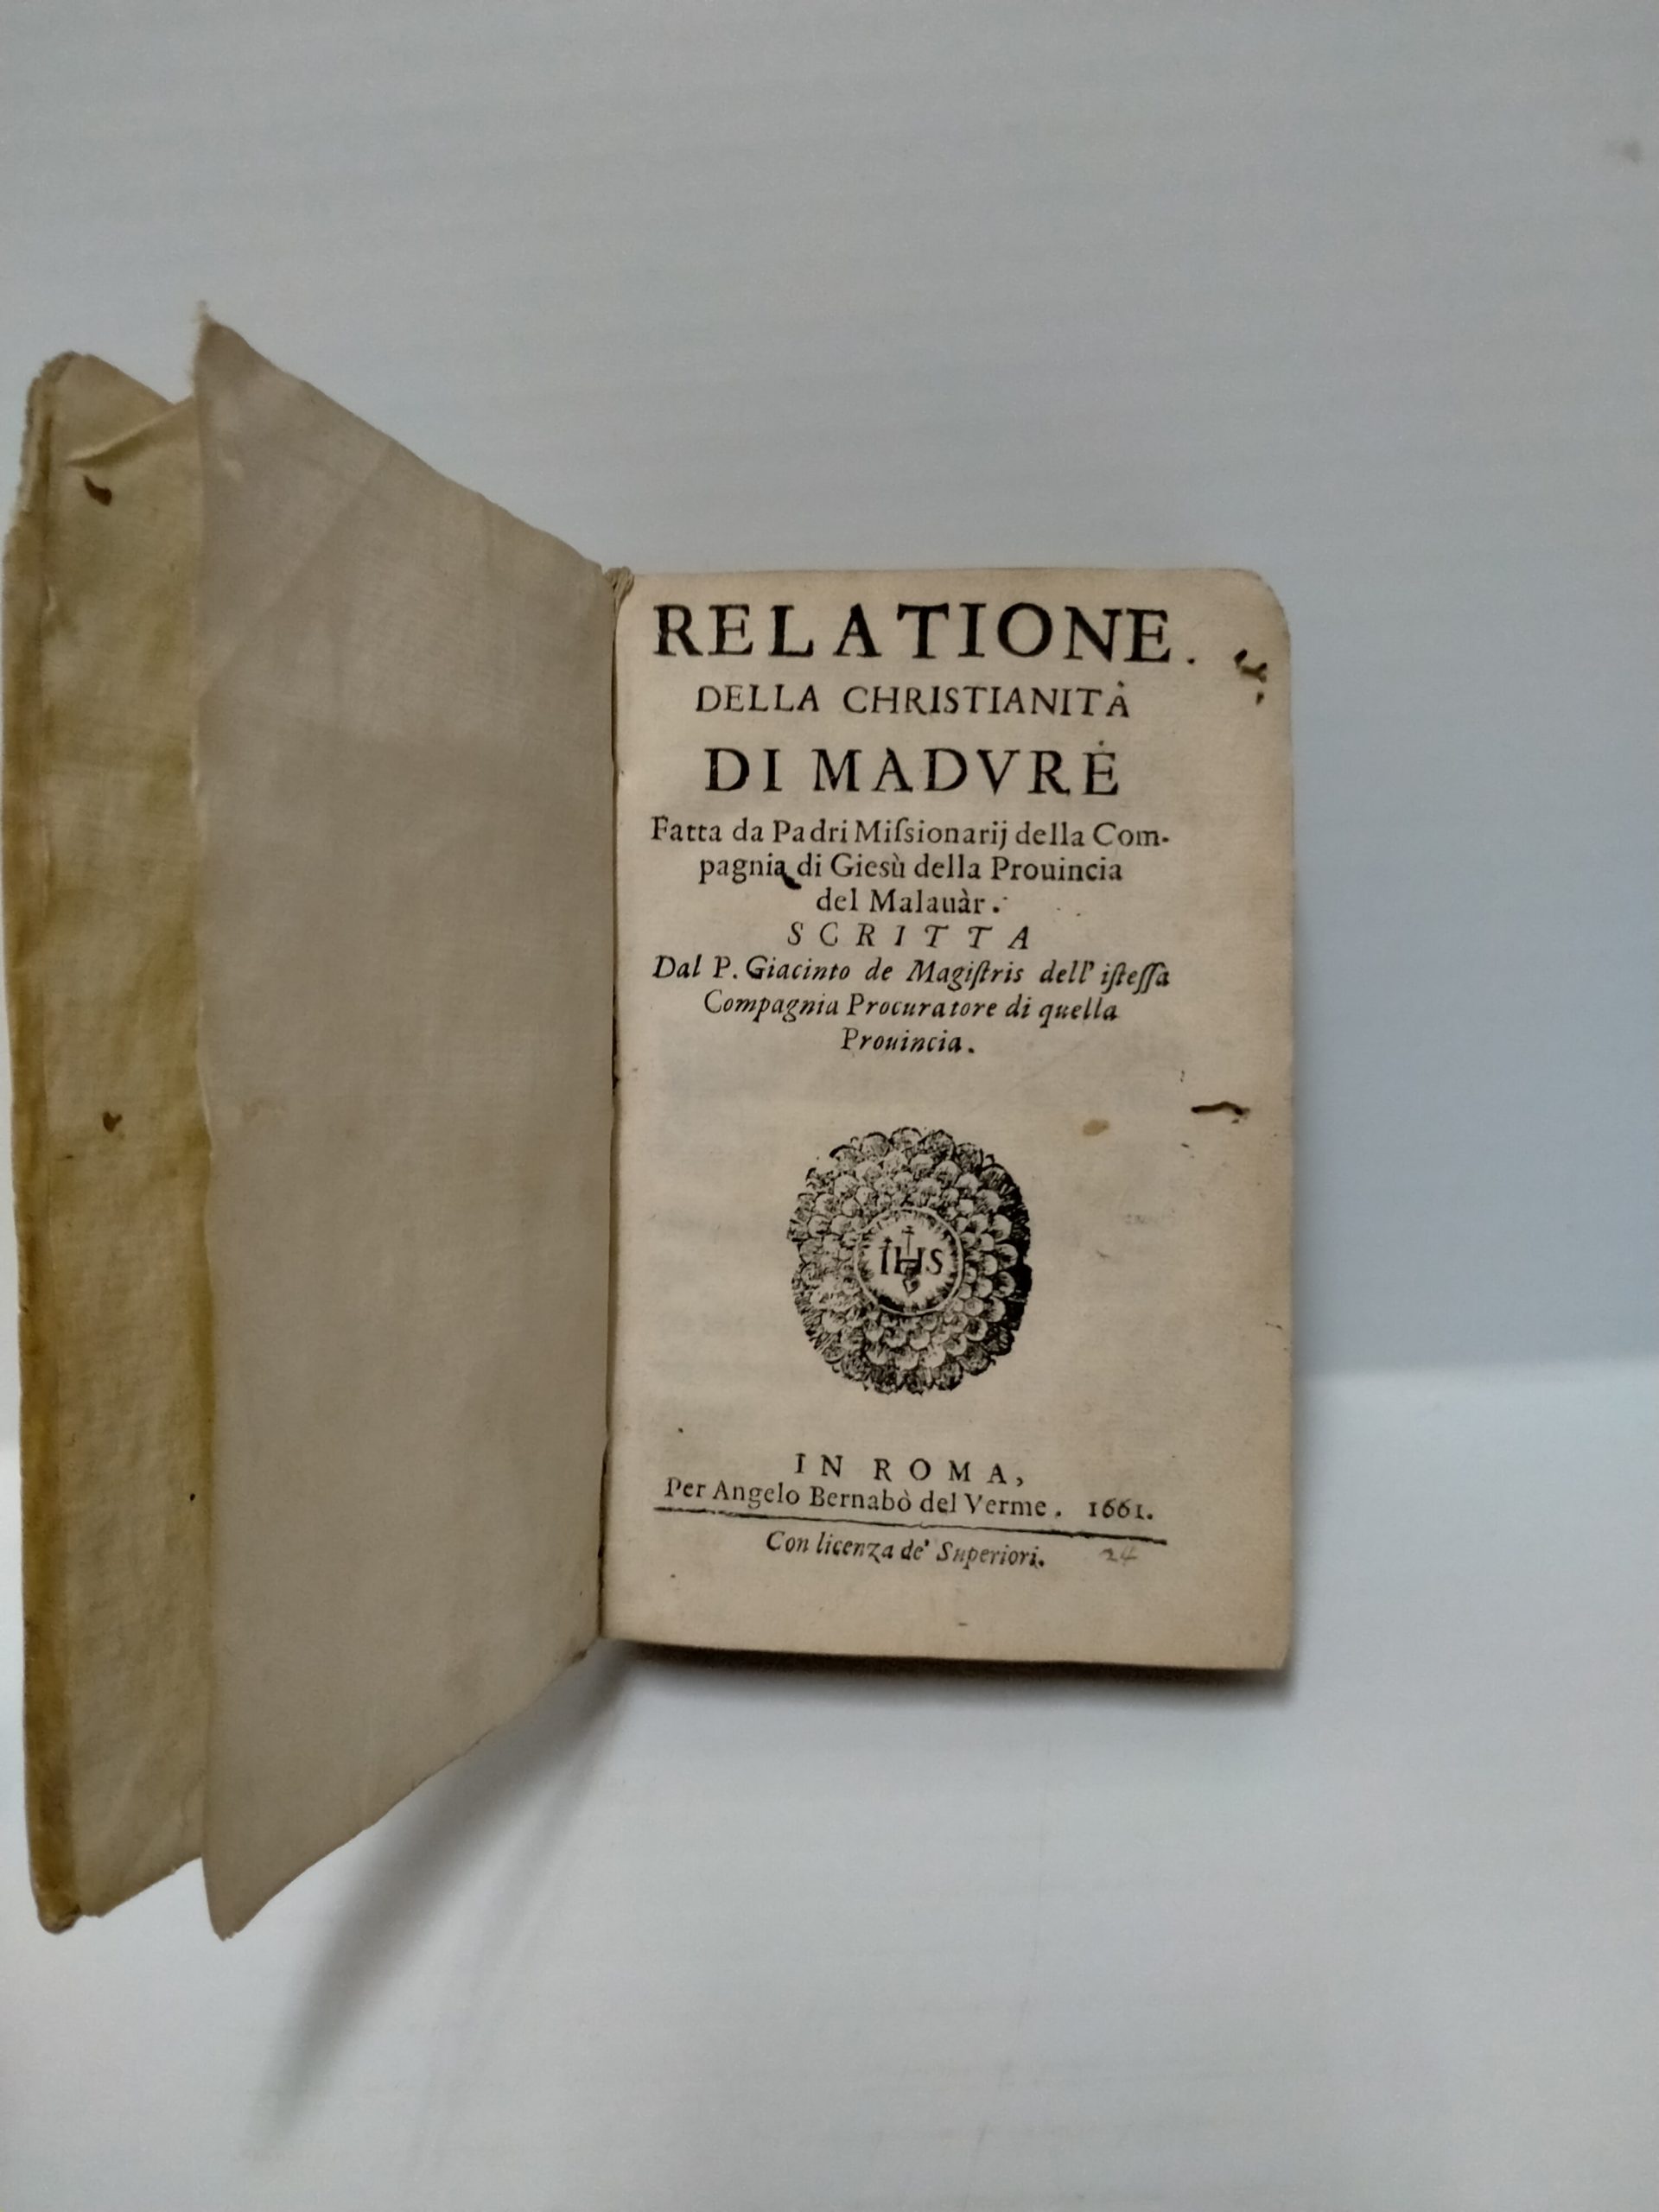 RELATIONE.
DELLA CHRISTIANITÀ
DI MADVRÈ
Fatta da Padri Miſsionarij della Com-
pagnia di Giesù della Prouincia
del Malauàr.
SCRITTA
Dal P. Giacinto de Magiſtris dell' iſteſſa
Compagnia Procuratore di quella
Prouincia.
IHS
IN ROMA,
Per Angelo Bernabò del Verme. 1661.
Con licenza de' Superiori. 24